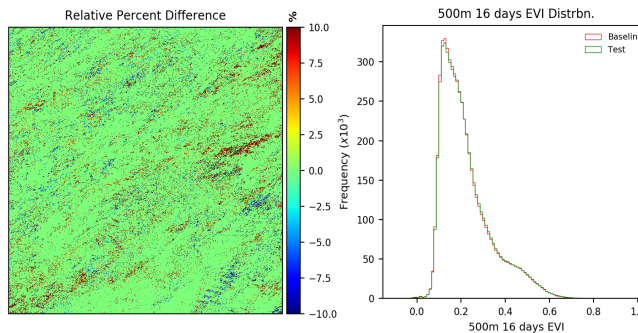 Relative Percent Difference
%
10.0
7.5
5.0
2.5
0.0
−2.5
−5.0
−7.5
−10.0
500m 16 days EVI Distrbn.
Baselin
Test
Frequency (x10³)
300
250
200
150
100
50
0
0.0 0.2 0.4 0.6 0.8 1.
500m 16 days EVI